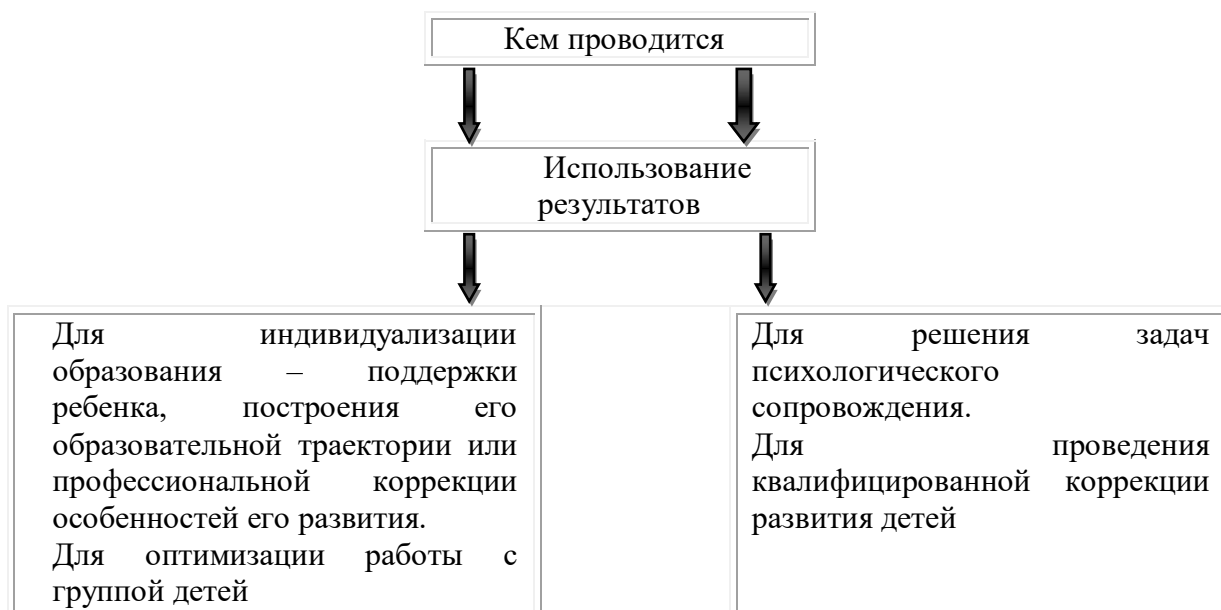 Кем проводится
Использование
результатов
Для индивидуализации
образования – поддержки
ребенка, построения его
образовательной траектории или
профессиональной коррекции
особенностей его развития.
Для оптимизации работы с
группой детей
Для решения задач
психологического
сопровождения.
Для проведения
квалифицированной коррекции
развития детей